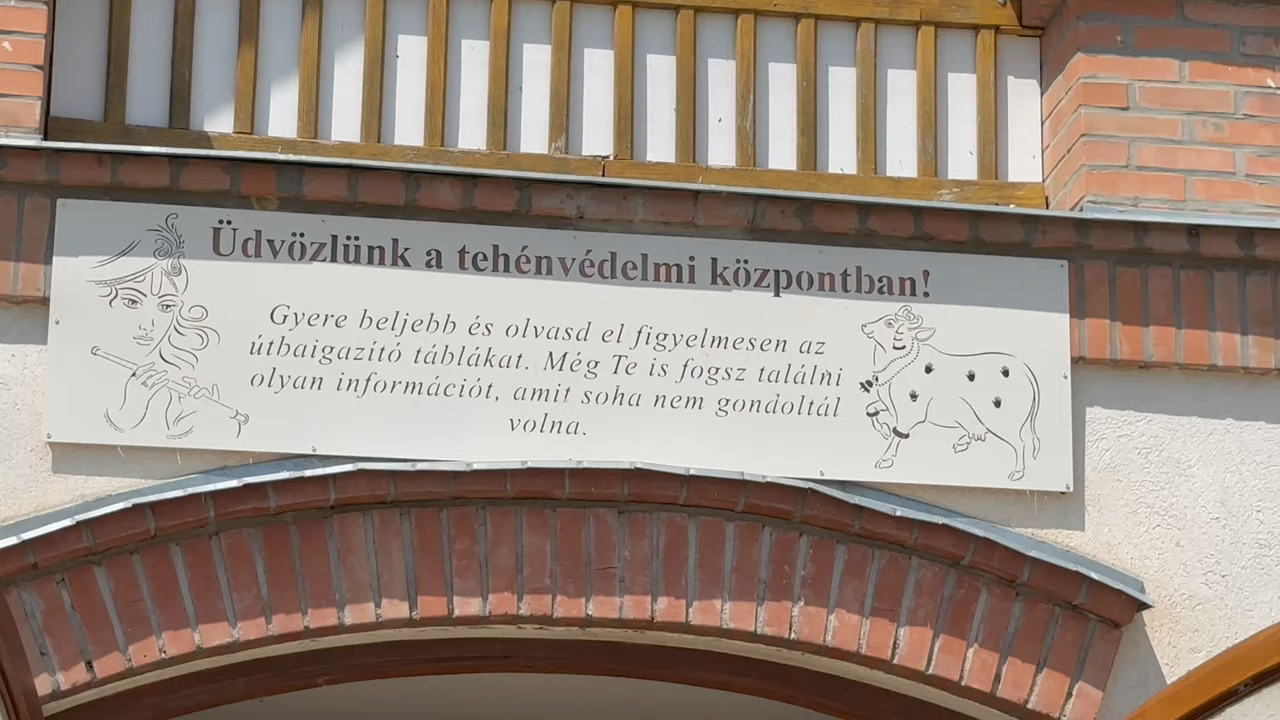 Üdvözlünk a tehénvédelmi központban!
Gyere beljebb és olvasd el figyelmesen az
útbaigazító táblákat. Még Te is fogsz találni
olyan információt, amit soha nem gondoltál
volna.